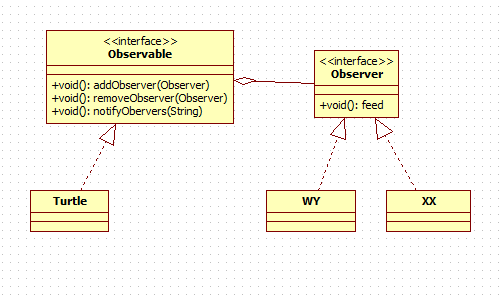 <<interface>>
Observable
+void(): addObserver(Observer)
+void(): removeObserver(Observer)
+void(): notifyObervers(String)
<<interface>>
Observer
+void(): feed
Turtle
WY
XX